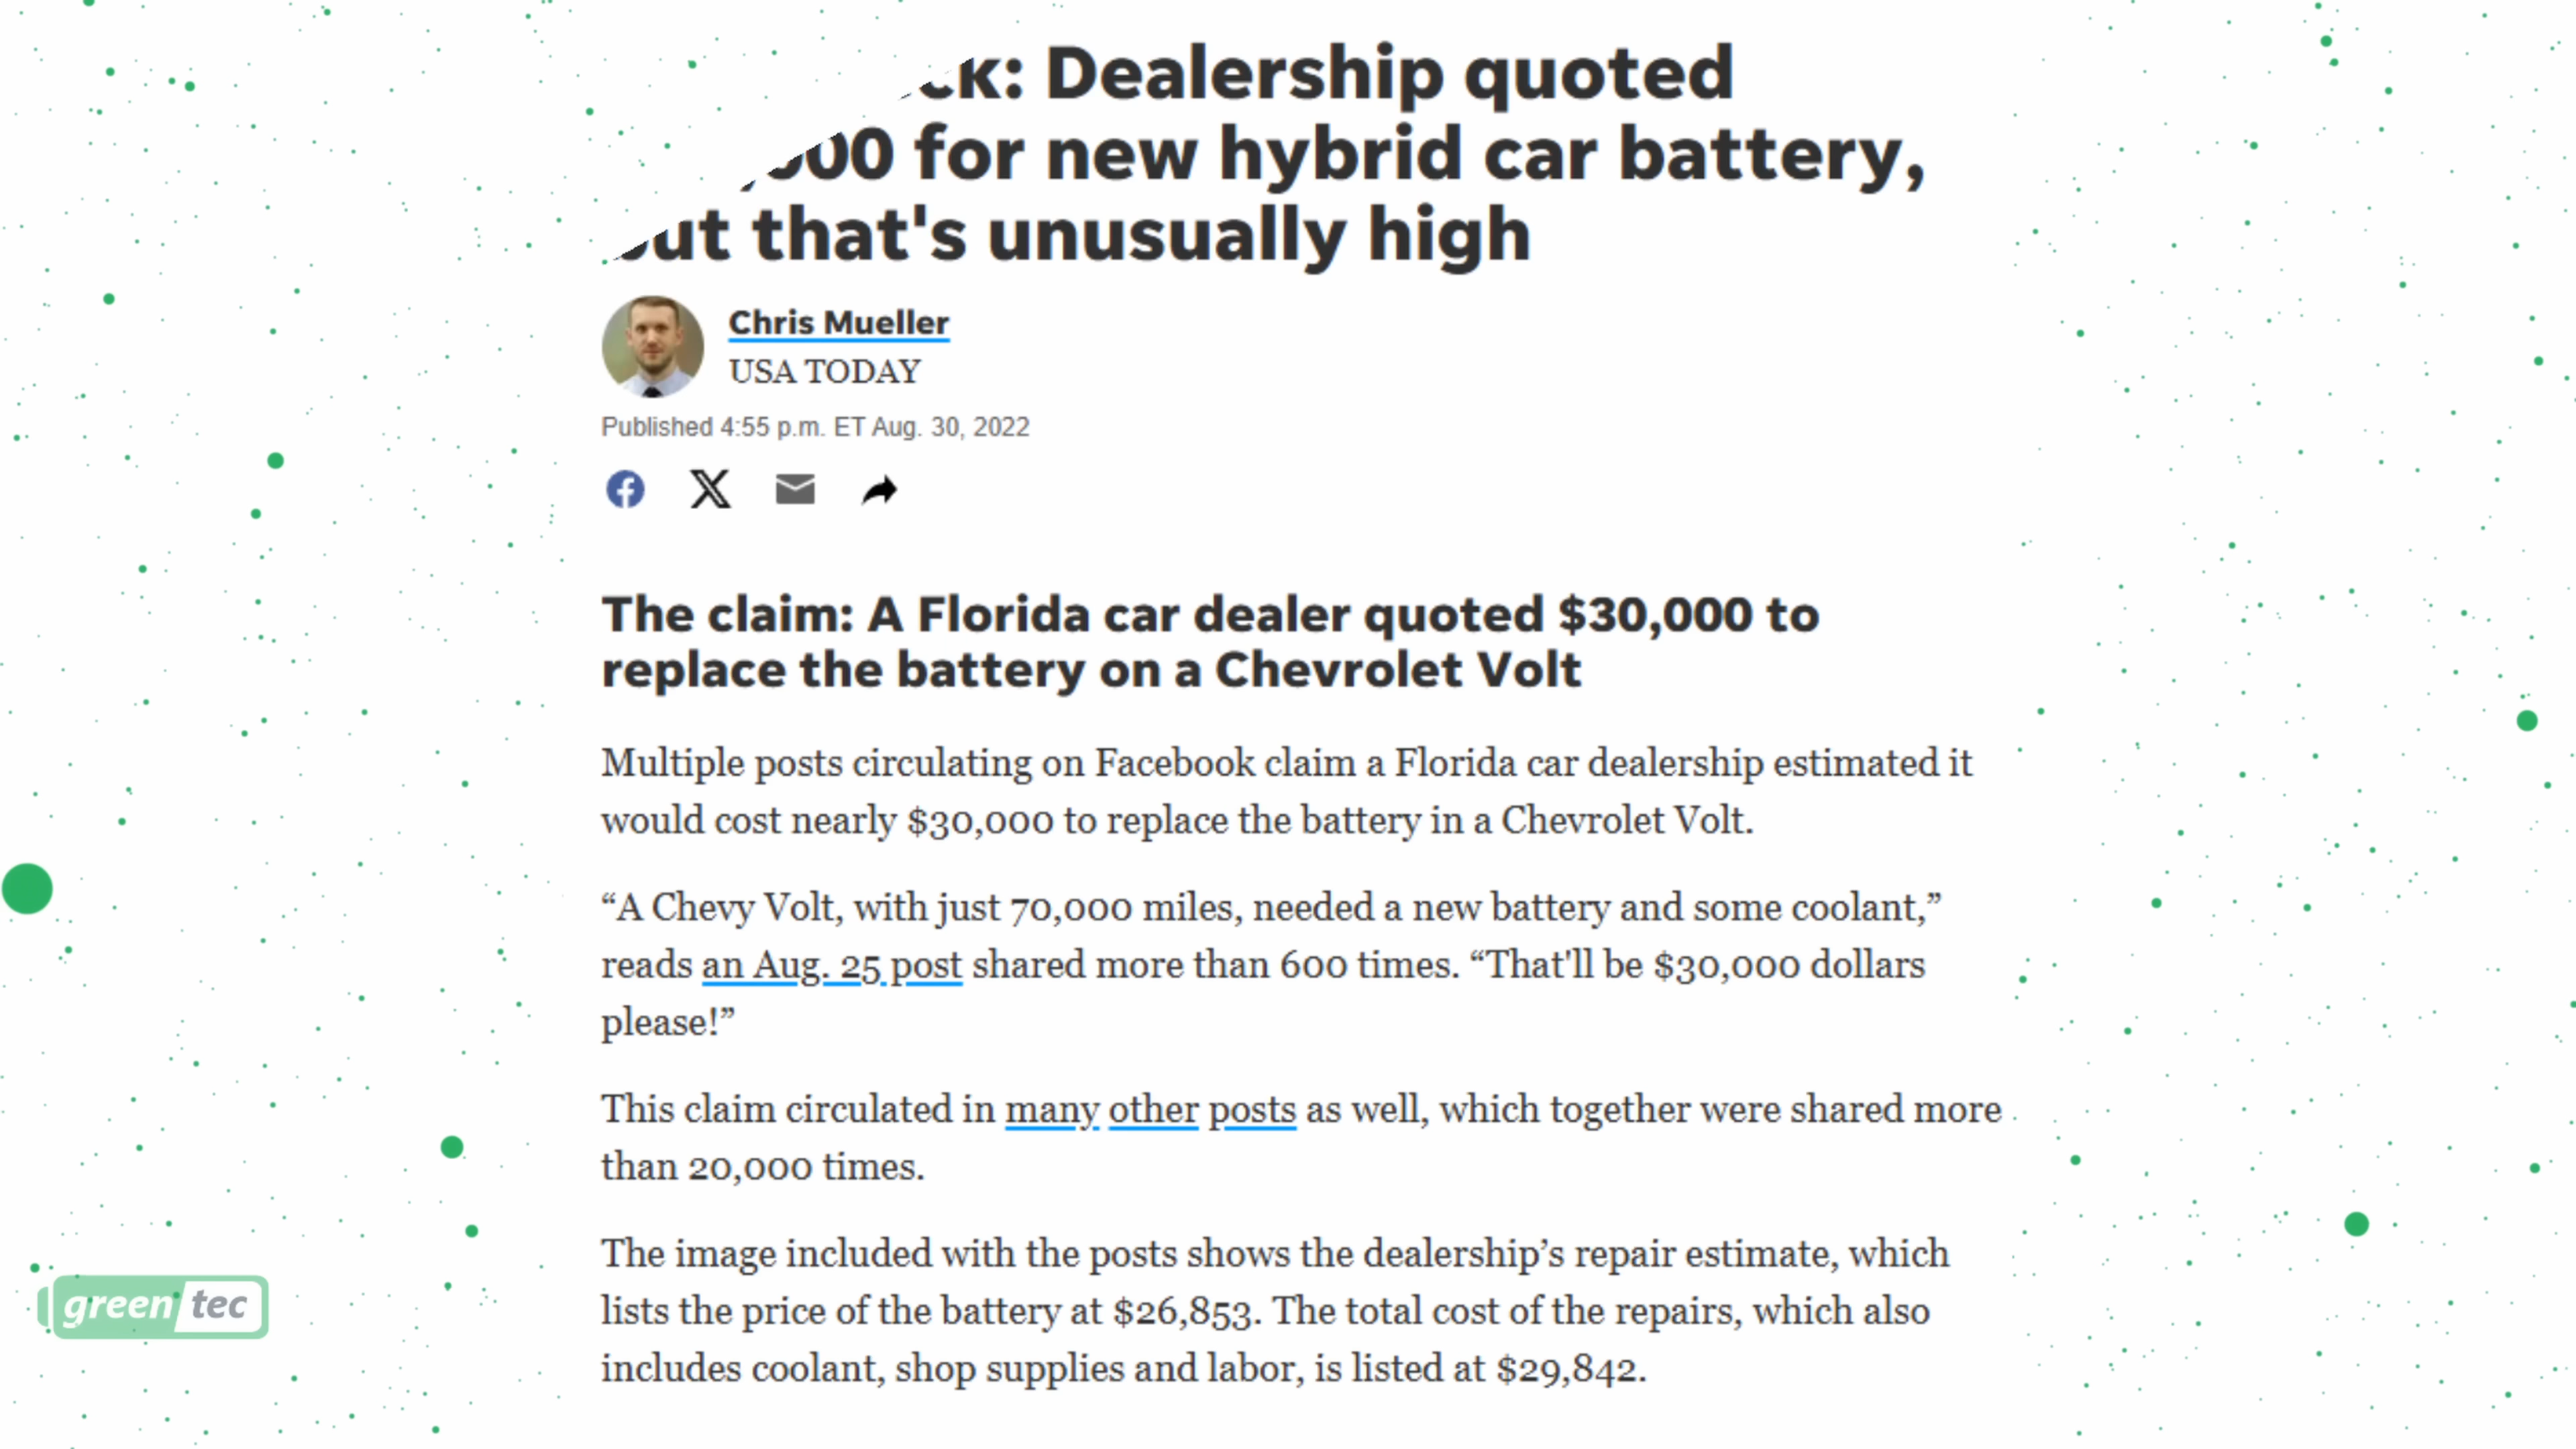 Dealership quoted
for new hybrid car battery,
that's unusually high
Chris Mueller
USA TODAY
Published 4:55 p.m. ET Aug. 30, 2022
The claim: A Florida car dealer quoted $30,000 to
replace the battery on a Chevrolet Volt
Multiple posts circulating on Facebook claim a Florida car dealership estimated it
would cost nearly $30,000 to replace the battery in a Chevrolet Volt.
“A Chevy Volt, with just 70,000 miles, needed a new battery and some coolant,”
reads an Aug. 25 post shared more than 600 times. “That'll be $30,000 dollars
please!”
This claim circulated in many other posts as well, which together were shared more
than 20,000 times.
The image included with the posts shows the dealership’s repair estimate, which
lists the price of the battery at $26,853. The total cost of the repairs, which also
includes coolant, shop supplies and labor, is listed at $29,842.
green tec